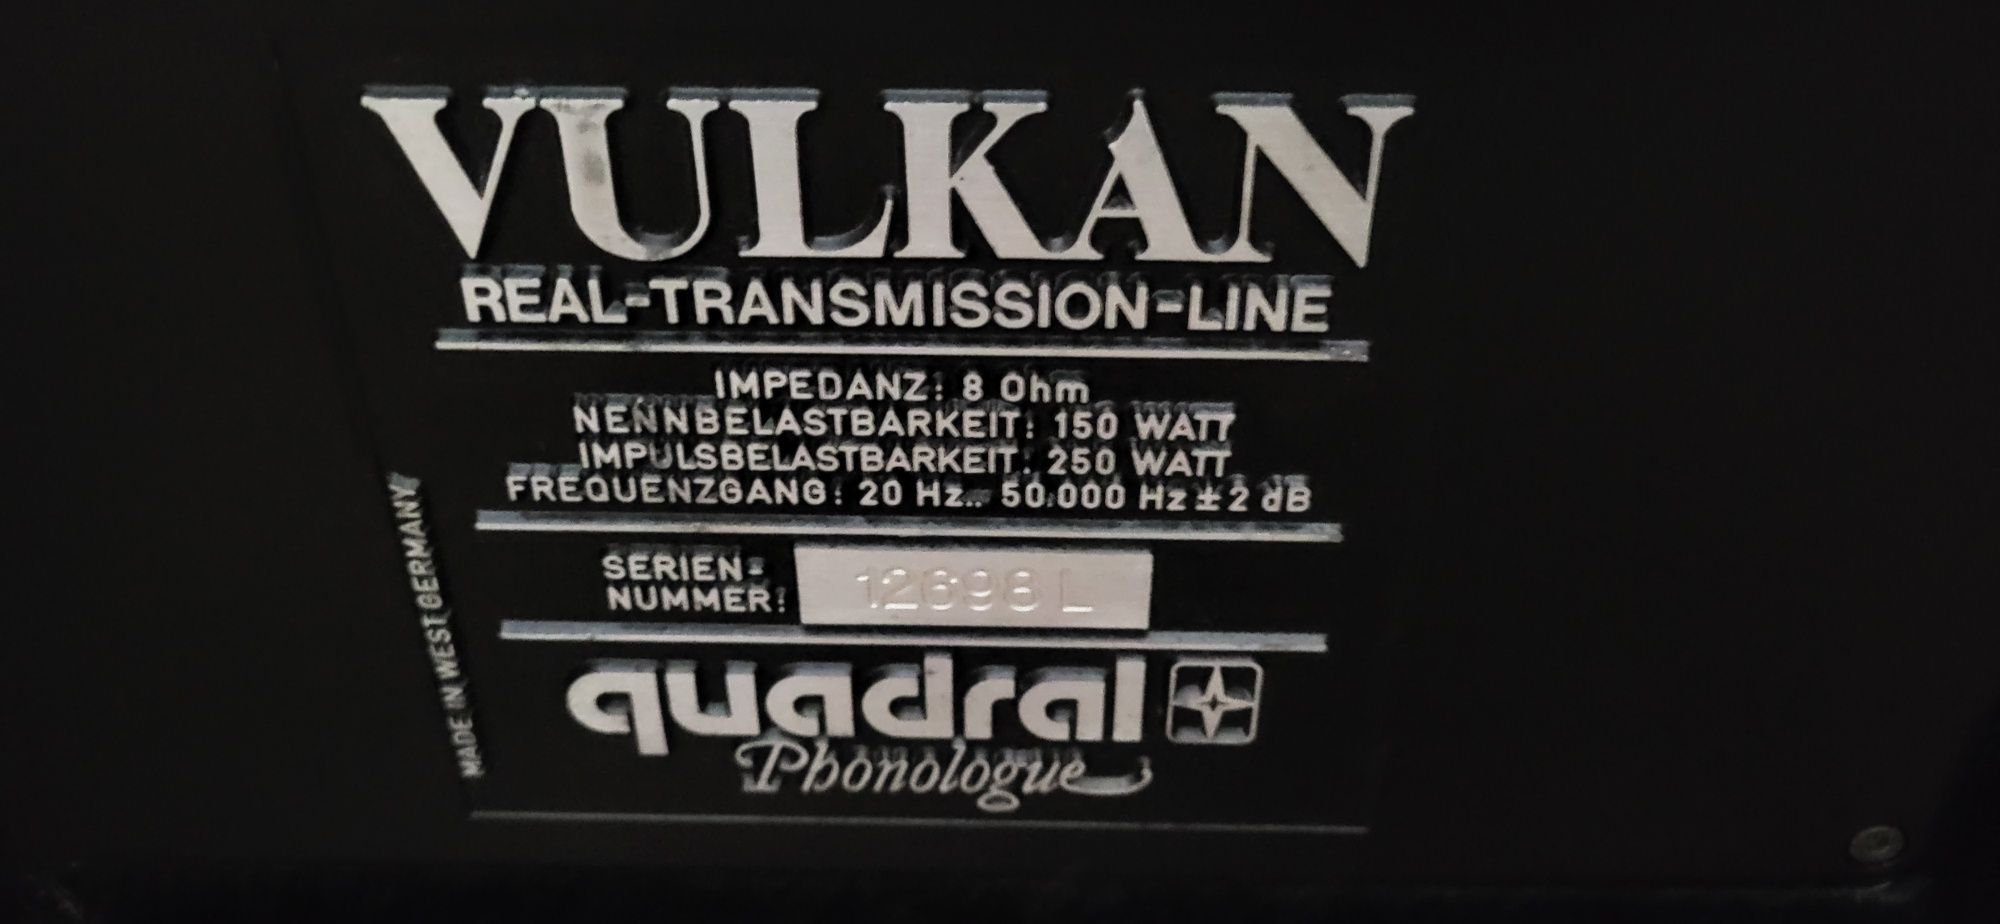 VULKAN
REAL-TRANSMISSION-LINE
IMPEDANZ: 8 Ohm
NENNBELASTBARKEIT: 150 WATT
IMPULSBELASTBARKEIT: 250 WATT
FREQUENZGANG: 20 Hz... 50.000 Hz ± 2 dB
SERIEN-
NUMMER: 12698 L
quadral
Phonologue
MADE IN WEST GERMANY